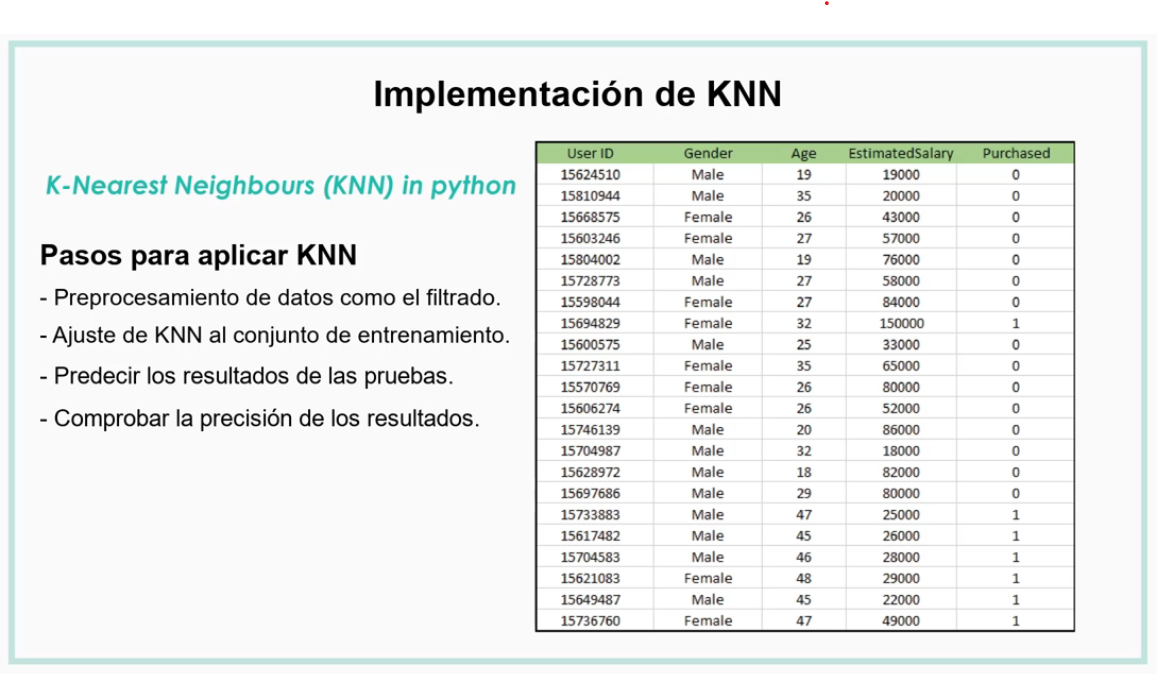 Implementación de KNN
K-Nearest Neighbours (KNN) in python
Pasos para aplicar KNN
- Preprocesamiento de datos como el filtrado.
- Ajuste de KNN al conjunto de entrenamiento.
- Predecir los resultados de las pruebas.
- Comprobar la precisión de los resultados.
User ID Gender Age EstimatedSalary Purchased
15624510 Male 19 19000 0
15810944 Male 35 20000 0
15668575 Female 26 43000 0
15603246 Female 27 57000 0
15804002 Male 19 76000 0
15728773 Male 27 58000 0
15598044 Female 27 84000 0
15694829 Female 32 150000 1
15600575 Male 25 33000 0
15727311 Female 35 65000 0
15570769 Female 26 80000 0
15606274 Female 26 52000 0
15746139 Male 20 86000 0
15704987 Male 32 18000 0
15628972 Male 18 82000 0
15697686 Male 29 80000 0
15733883 Male 47 25000 1
15617482 Male 45 26000 1
15704583 Male 46 28000 1
15621083 Female 48 29000 1
15649487 Male 45 22000 1
15736760 Female 47 49000 1